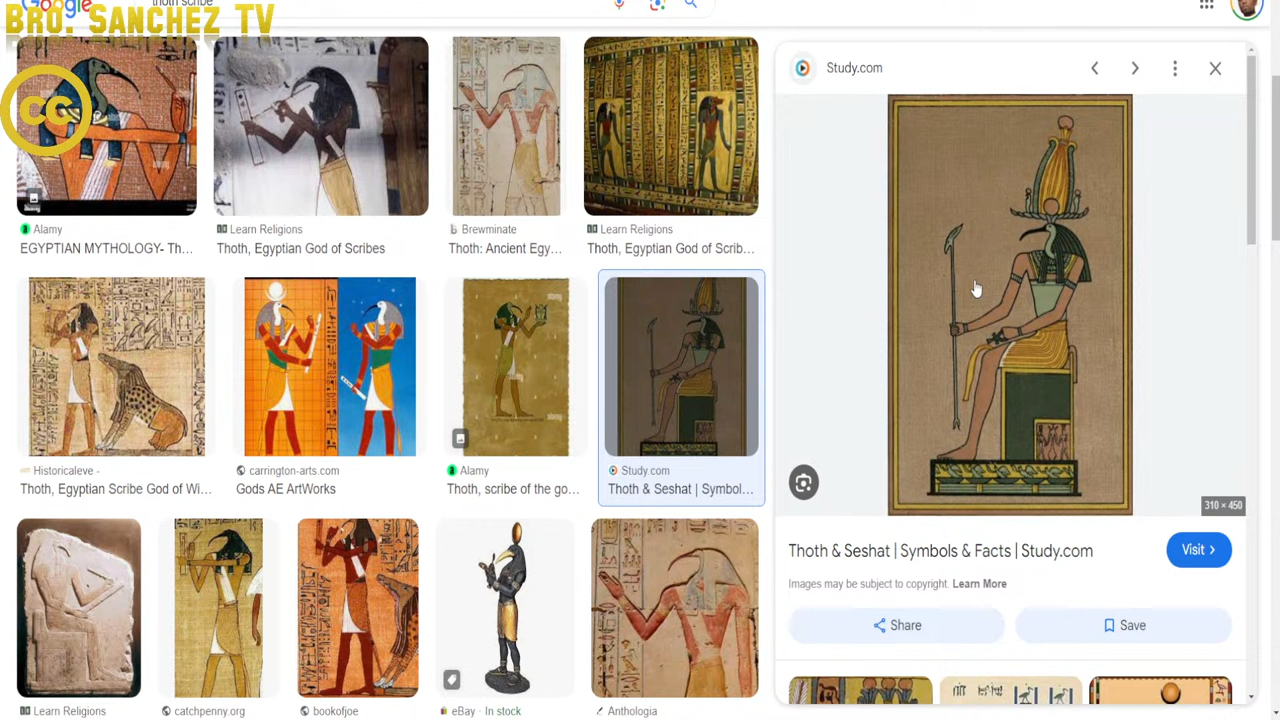 Google
thoth scribe
BRO. SANCHEZ TV
cc
Alamy
EGYPTIAN MYTHOLOGY- Th...
Learn Religions
Thoth, Egyptian God of Scribes
Brewminate
Thoth: Ancient Egy...
Learn Religions
Thoth, Egyptian God of Scrib...
Historicaleve -
Thoth, Egyptian Scribe God of Wi...
carrington-arts.com
Gods AE ArtWorks
Alamy
Thoth, scribe of the go...
Study.com
Thoth & Seshat | Symbol...
Learn Religions
catchpenny.org
bookofjoe
eBay · In stock
Anthologia
Study.com
310 × 450
Thoth & Seshat | Symbols & Facts | Study.com
Visit
Images may be subject to copyright. Learn More
Share
Save